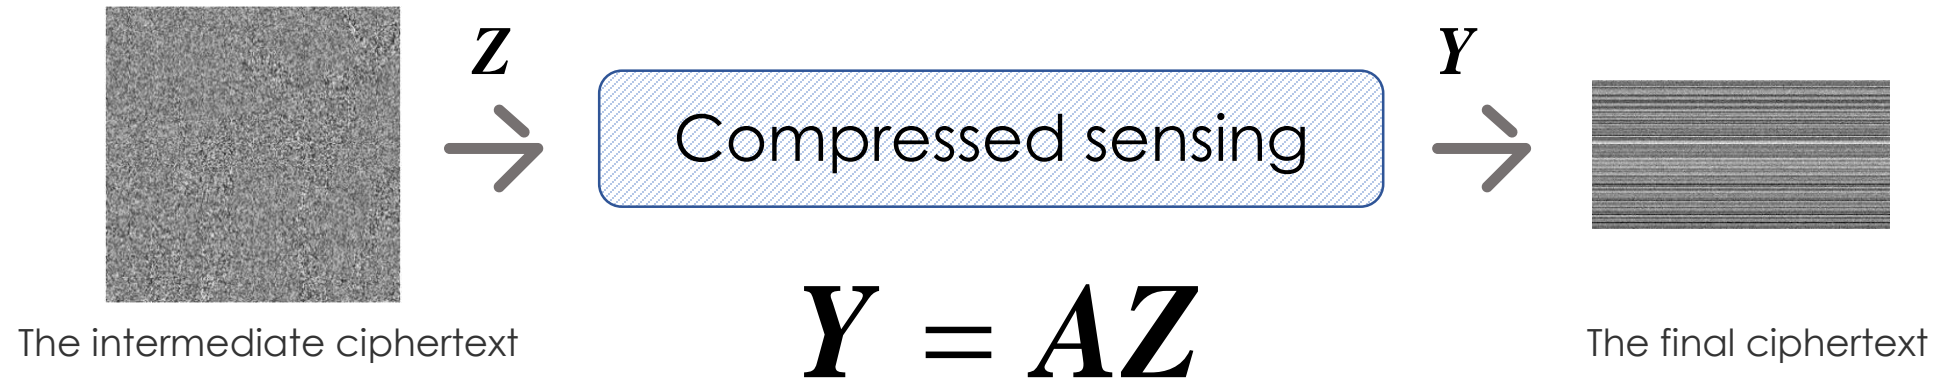 Z
Y
Compressed sensing
Y = AZ
The intermediate ciphertext
The final ciphertext